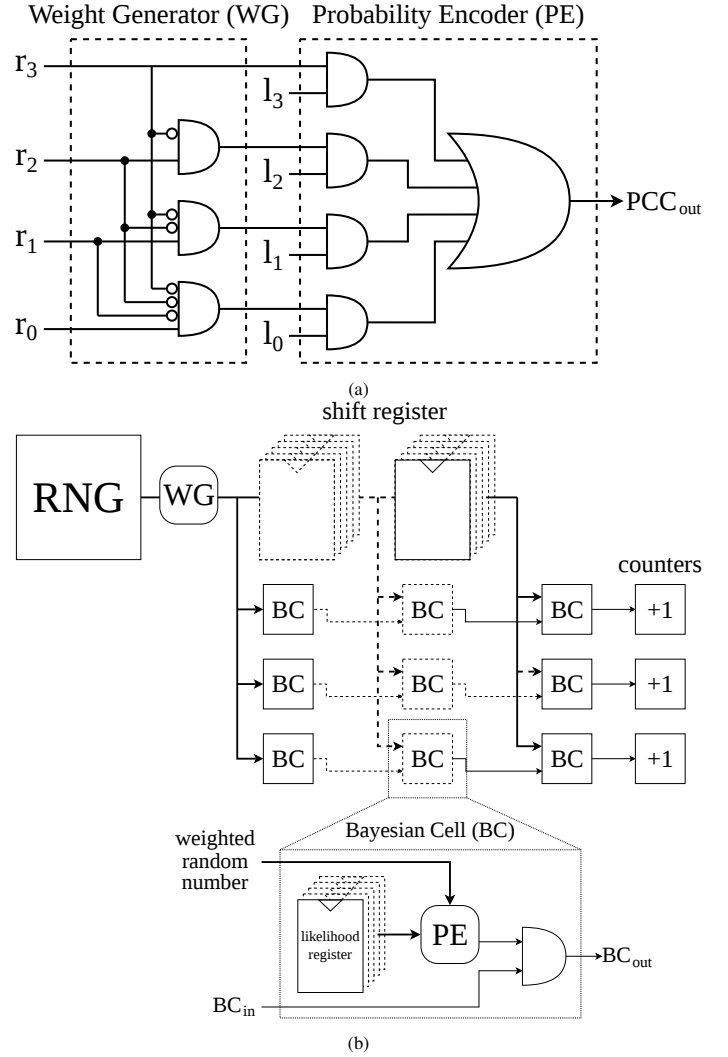 Weight Generator (WG) Probability Encoder (PE)
r3
l3
r2
l2
r1
l1
r0
l0
PCCout
(a)
shift register
RNG
WG
counters
BC BC BC +1
BC BC BC +1
BC BC BC +1
Bayesian Cell (BC)
weighted
random
number
likelihood
register
PE
BCin
BCout
(b)